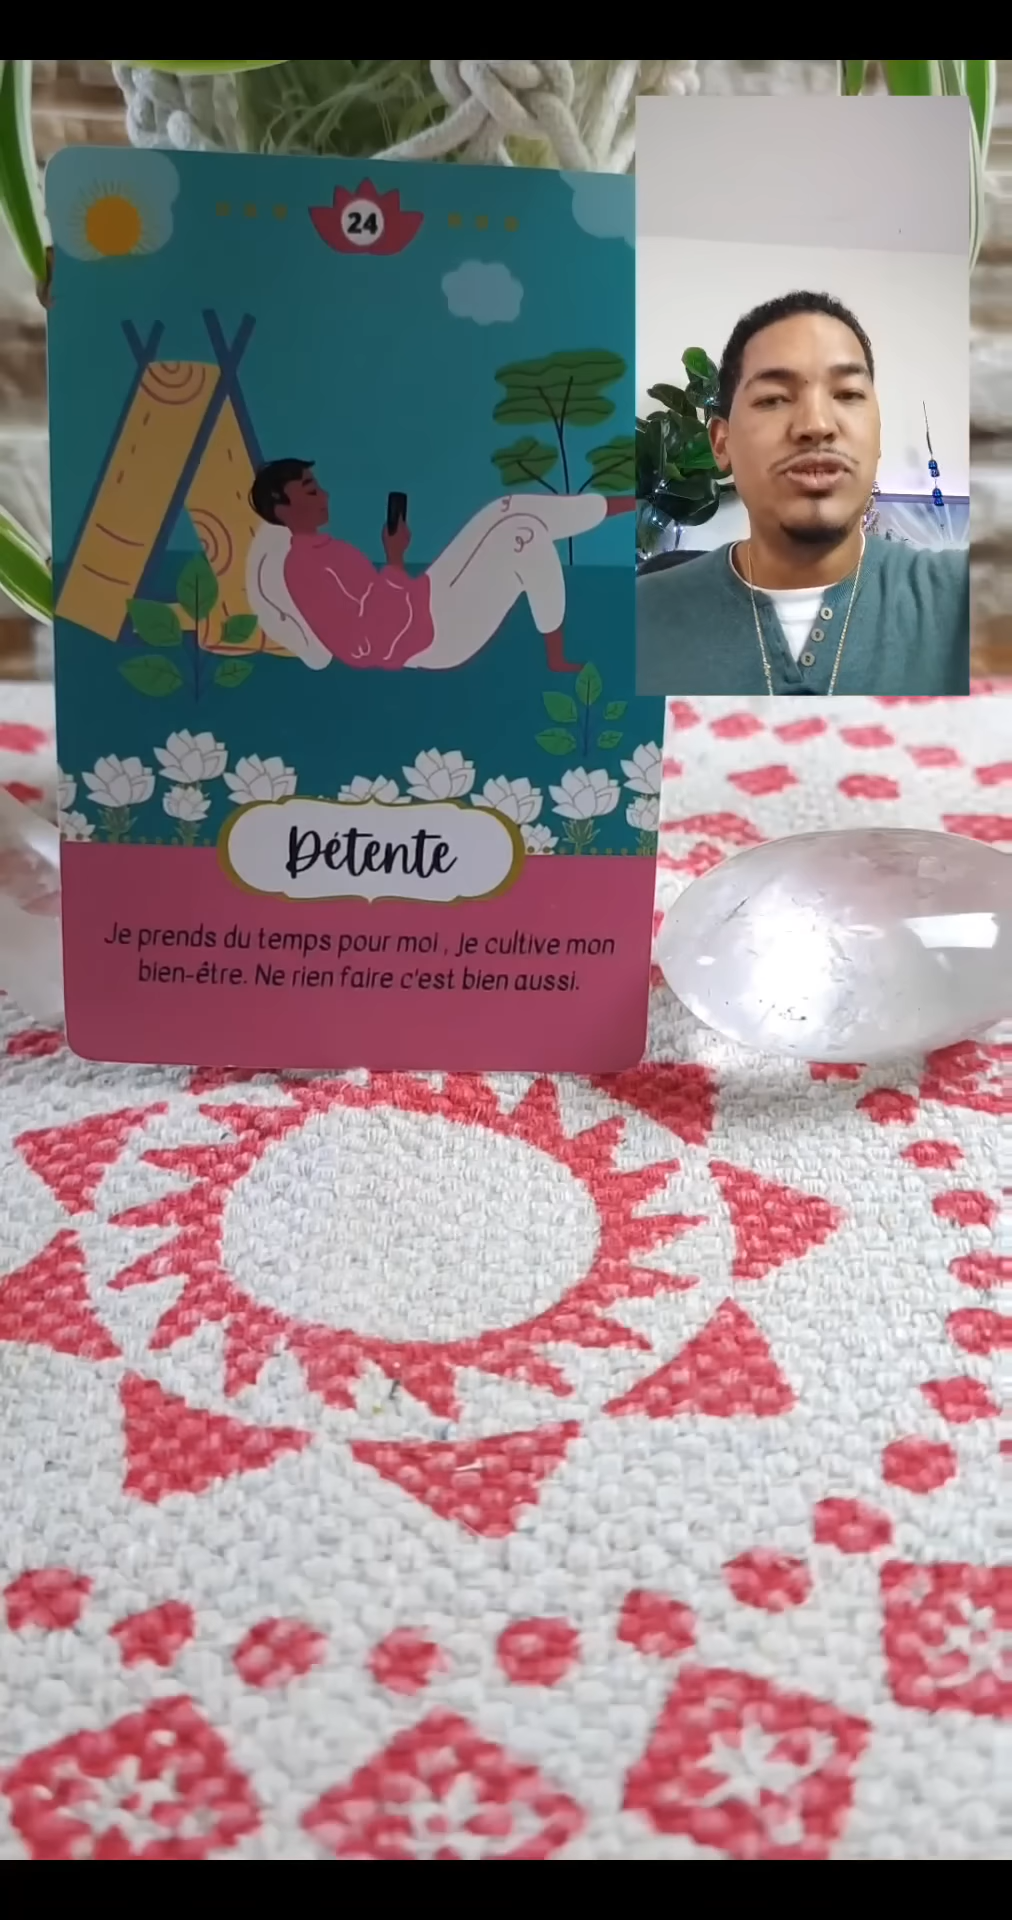 24
Détente
Je prends du temps pour moi, Je cultive mon
bien-être. Ne rien faire c'est bien aussi.